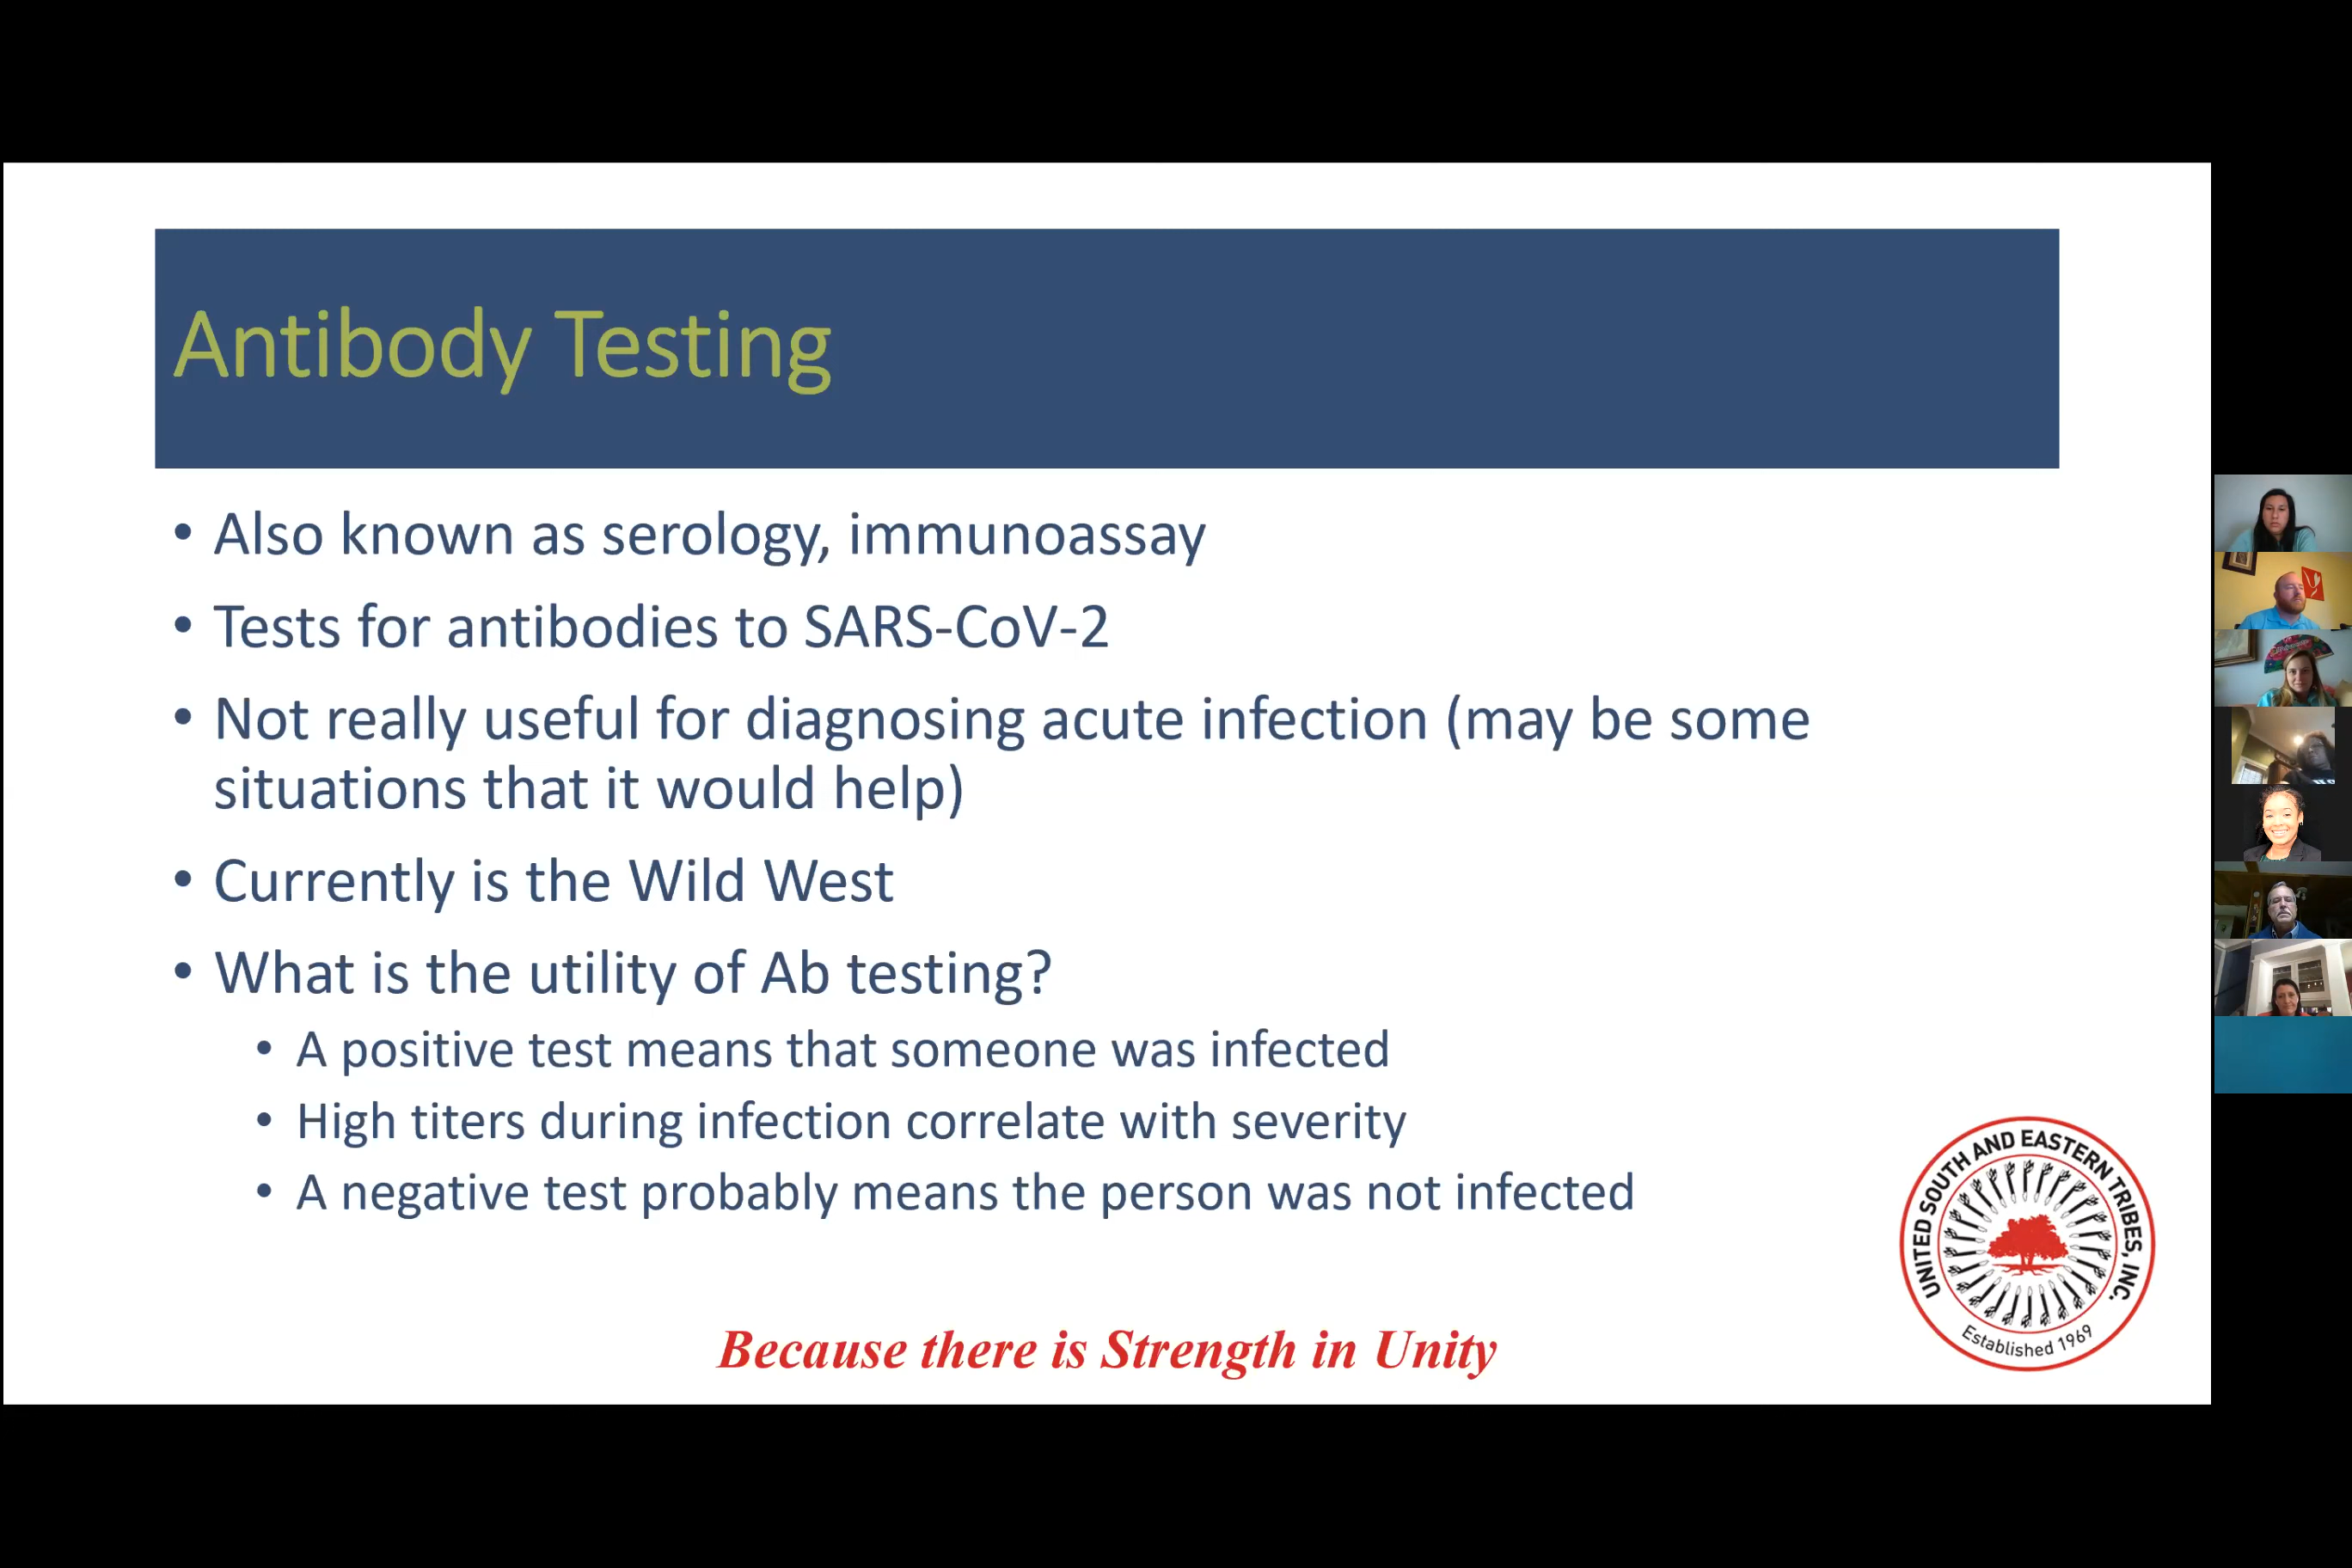 Antibody Testing
• Also known as serology, immunoassay
• Tests for antibodies to SARS-CoV-2
• Not really useful for diagnosing acute infection (may be some
situations that it would help)
• Currently is the Wild West
• What is the utility of Ab testing?
• A positive test means that someone was infected
• High titers during infection correlate with severity
• A negative test probably means the person was not infected
UNITED SOUTH AND EASTERN TRIBES, INC.
Established 1969
Because there is Strength in Unity